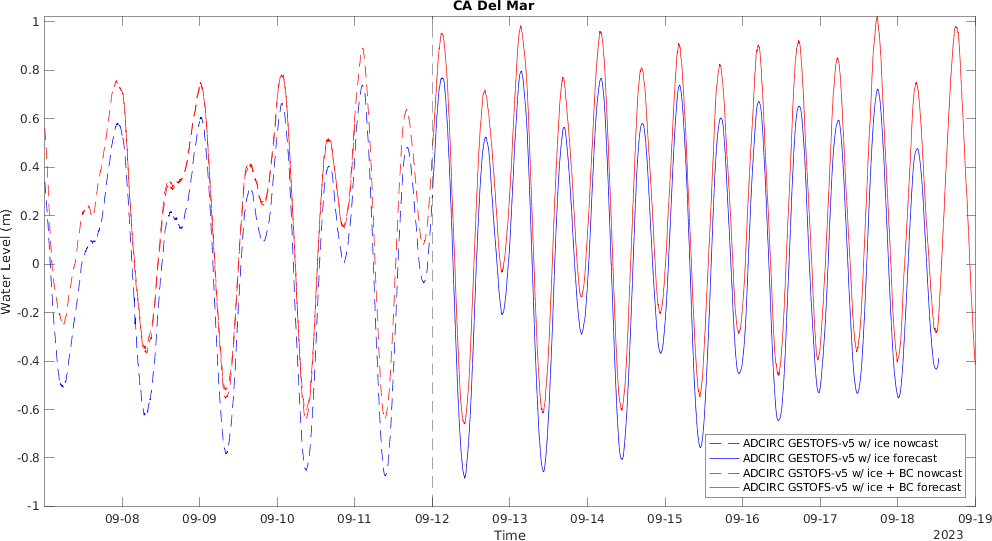 CA Del Mar
Water Level (m)
1
0.8
0.6
0.4
0.2
0
-0.2
-0.4
-0.6
-0.8
-1
ADCIRC GESTOFS-v5 w/ ice nowcast
ADCIRC GESTOFS-v5 w/ ice forecast
ADCIRC GSTOFS-v5 w/ ice + BC nowcast
ADCIRC GSTOFS-v5 w/ ice + BC forecast
09-08 09-09 09-10 09-11 09-12 09-13 09-14 09-15 09-16 09-17 09-18 09-19
Time
2023